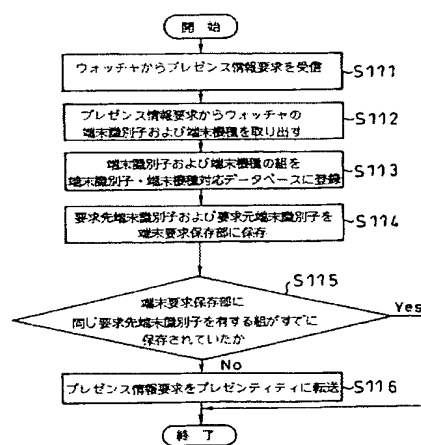 開始
ウォッチャからプレゼンス情報要求を受信
S111
プレゼンス情報要求からウォッチャの
端末識別子および端末機種を取り出す
S112
端末識別子および端末機種の組を
端末識別子・端末機種対応データベースに登録
S113
要求先端末識別子および要求元端末識別子を
端末要求保存部に保存
S114
S115
端末要求保存部に
同じ要求先端末識別子を有する組がすでに
保存されていたか
Yes
No
プレゼンス情報要求をプレゼンティティに転送
S116
終了